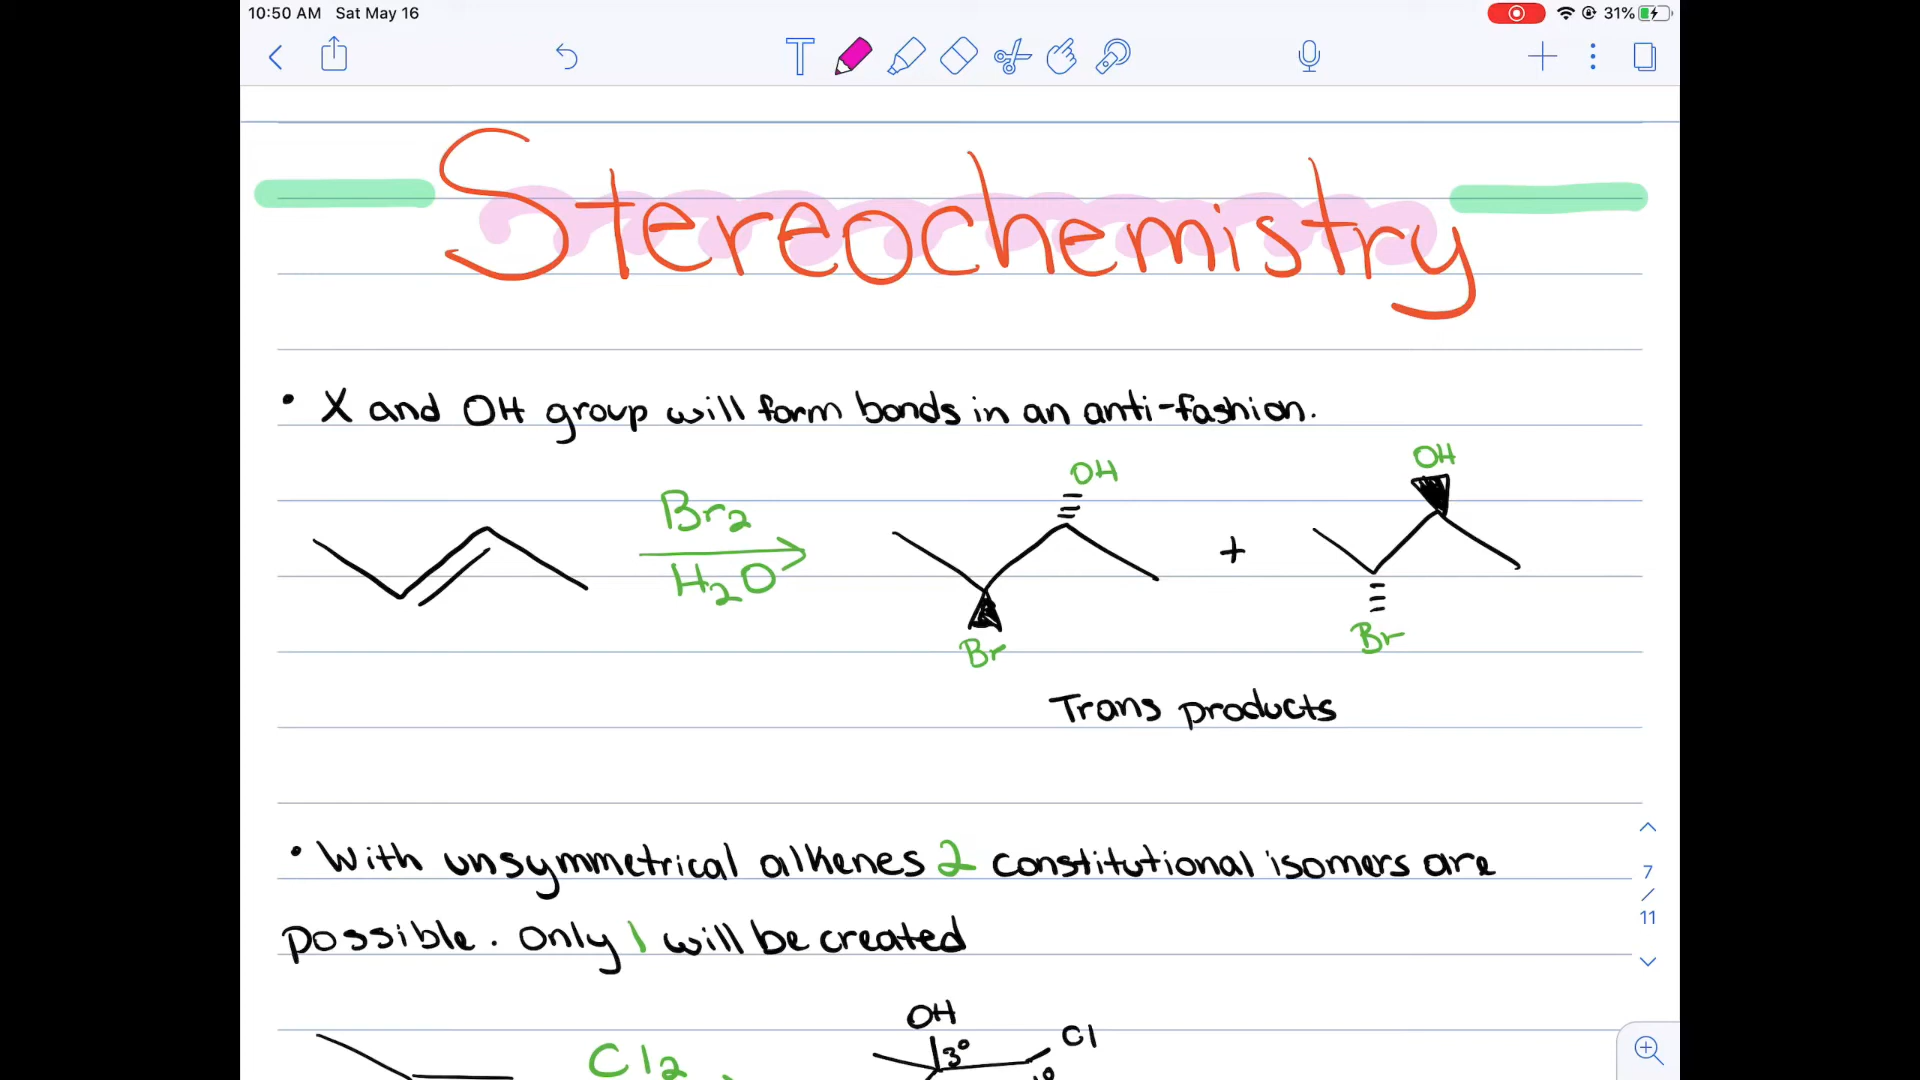 10:50 AM Sat May 16
31%
T
Stereochemistry
• X and OH group will form bonds in an anti-fashion.
OH
OH
Br2
H2O
+
Br
Br
Trans products
• With unsymmetrical alkenes 2 constitutional isomers are
possible. Only 1 will be created
7
/
11
OH
Cl
3°
Cl2
1°